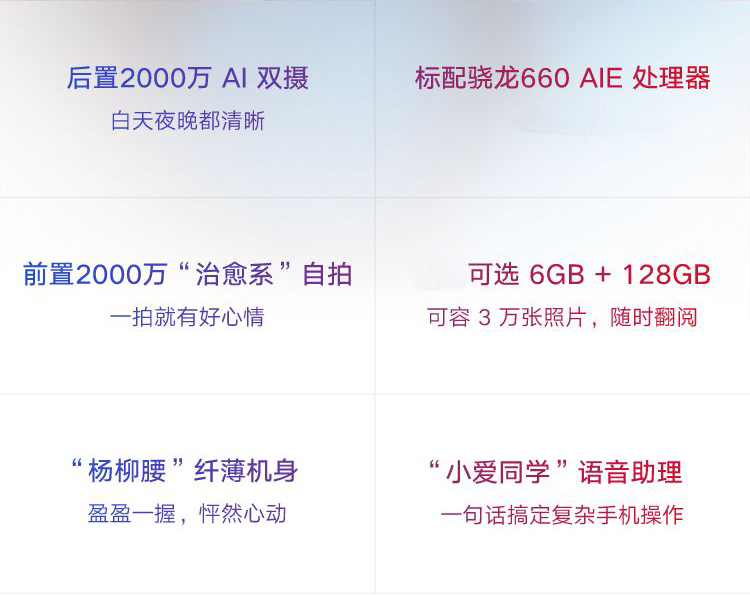 后置2000万 AI 双摄
白天夜晚都清晰
标配骁龙660 AIE 处理器
前置2000万“治愈系”自拍
一拍就有好心情
可选 6GB + 128GB
可容 3 万张照片，随时翻阅
“杨柳腰”纤薄机身
盈盈一握，怦然心动
“小爱同学”语音助理
一句话搞定复杂手机操作